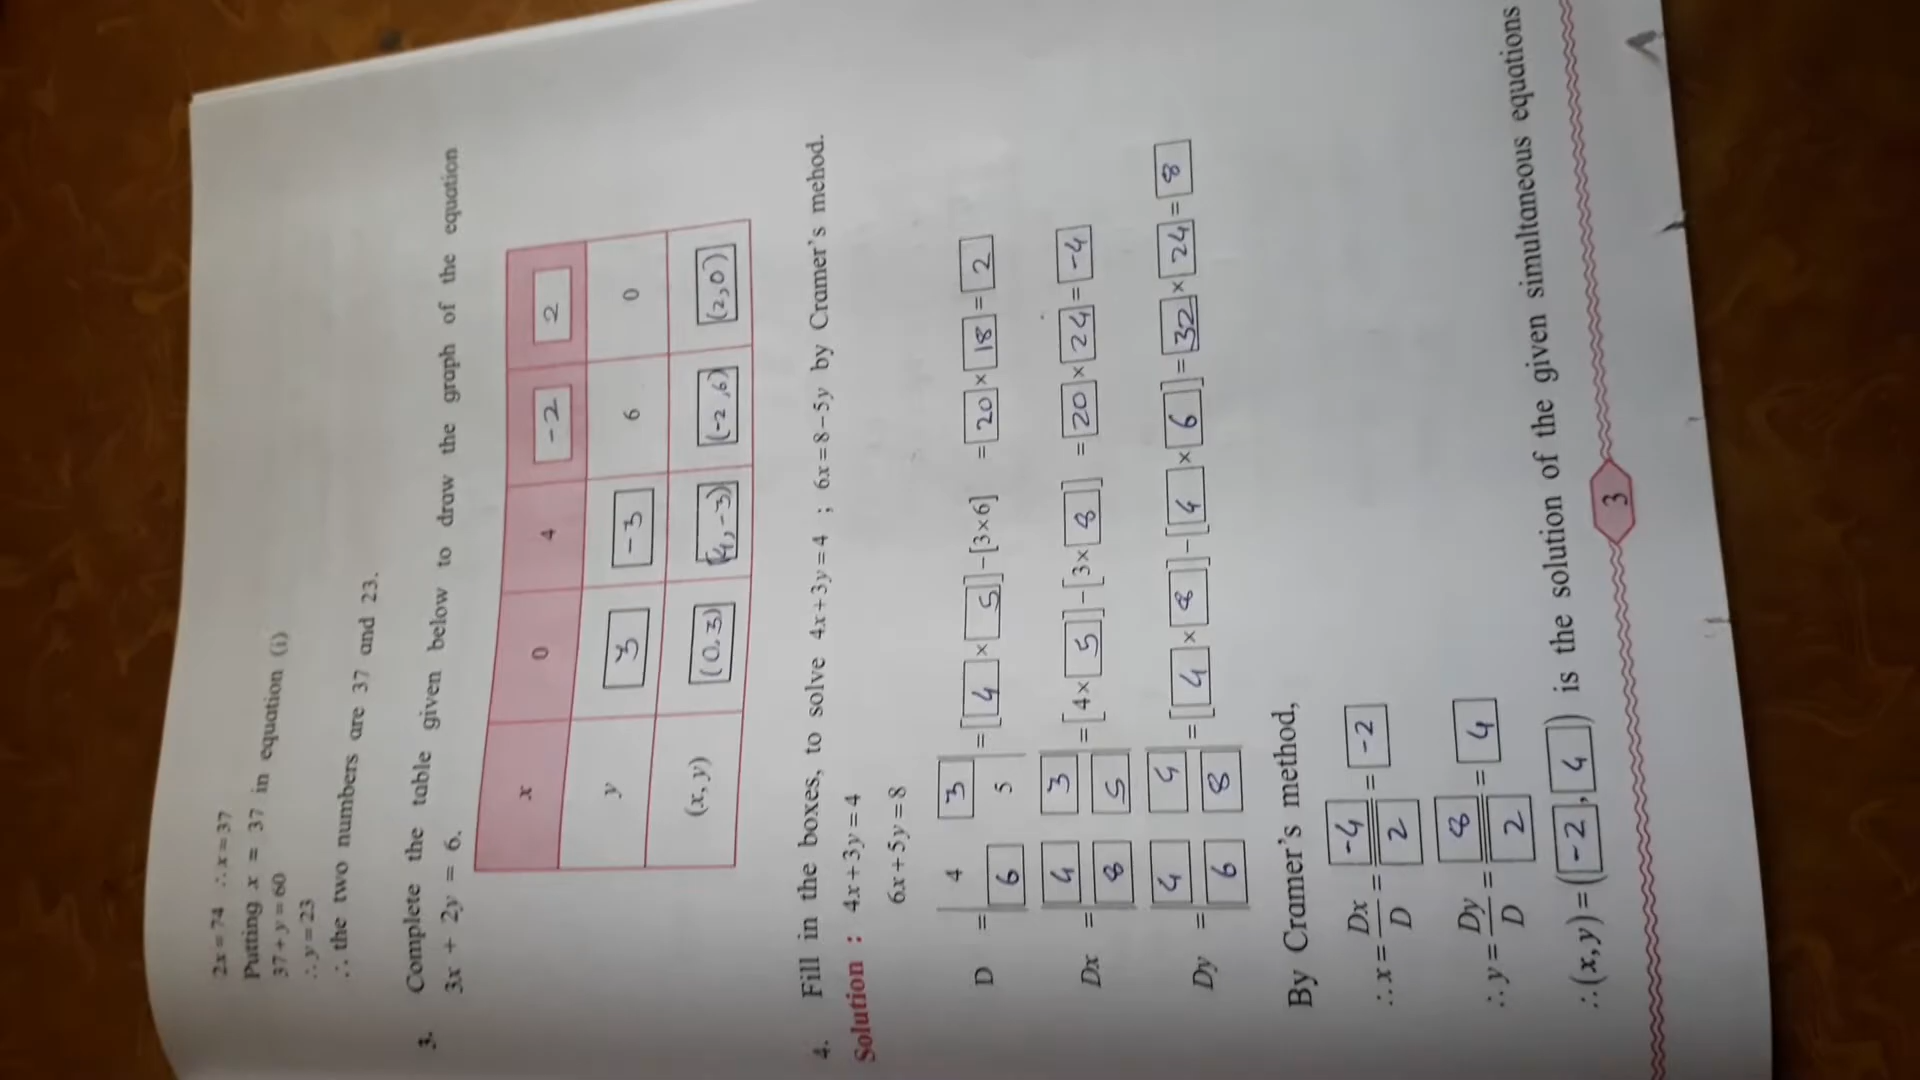 2x = 74 ∴ x = 37
Putting x = 37 in equation (i)
37 + y = 60
∴ y = 23
∴ the two numbers are 37 and 23.
3. Complete the table given below to draw the graph of the equation
3x + 2y = 6.
x 0 4 -2 2
y 3 -3 6 0
(x, y) (0,3) (4,-3) (-2,6) (2,0)
4. Fill in the boxes, to solve 4x + 3y = 4 ; 6x = 8 - 5y by Cramer's mehod.
Solution : 4x + 3y = 4
6x + 5y = 8
D = |4 3|
|6 5| = [4 × 5] - [3 × 6] = 20 × 18 = 2
Dx = |4 3|
|8 5| = [4 × 5] - [3 × 8] = 20 × 24 = -4
Dy = |4 4|
|6 8| = [4 × 8] - [4 × 6] = 32 × 24 = 8
By Cramer's method,
∴ x = Dx/D = -4/2 = -2
∴ y = Dy/D = 8/2 = 4
∴ (x, y) = (-2, 4) is the solution of the given simultaneous equations
3